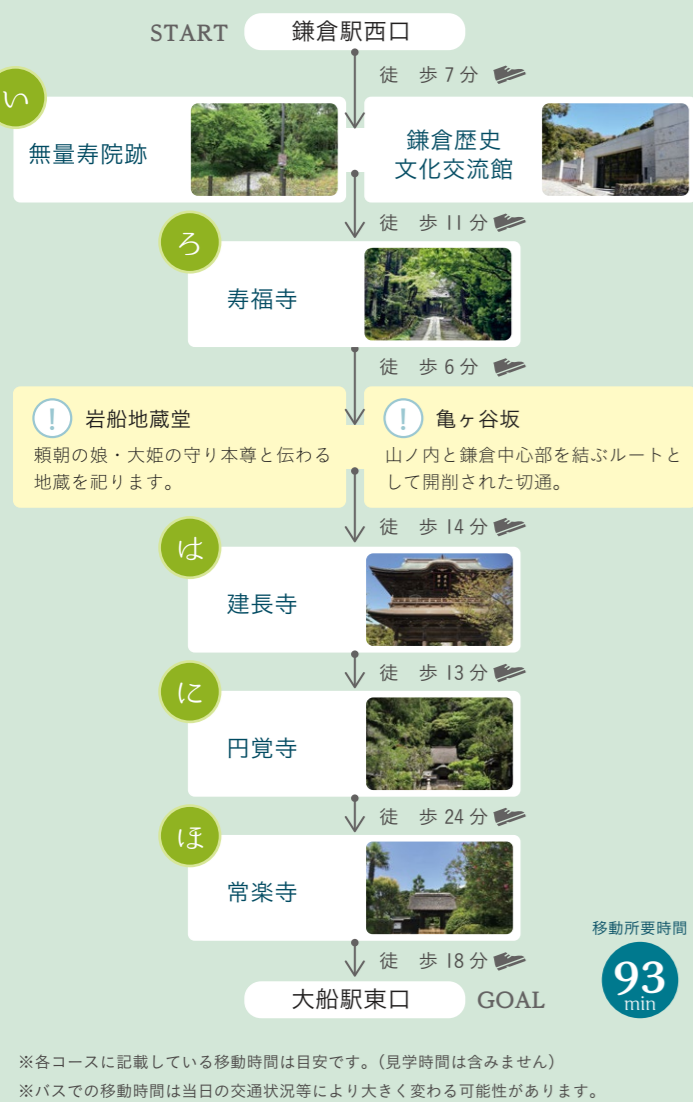 START 鎌倉駅西口
徒 歩 7 分
い
無量寿院跡
鎌倉歴史
文化交流館
徒 歩 11 分
ろ
寿福寺
徒 歩 6 分
! 岩船地蔵堂
頼朝の娘・大姫の守り本尊と伝わる
地蔵を祀ります。
! 亀ヶ谷坂
山ノ内と鎌倉中心部を結ぶルートと
して開削された切通。
徒 歩 14 分
は
建長寺
徒 歩 13 分
に
円覚寺
徒 歩 24 分
ほ
常楽寺
徒 歩 18 分
大船駅東口 GOAL
移動所要時間
93
min
※各コースに記載している移動時間は目安です。(見学時間は含みません)
※バスでの移動時間は当日の交通状況等により大きく変わる可能性があります。